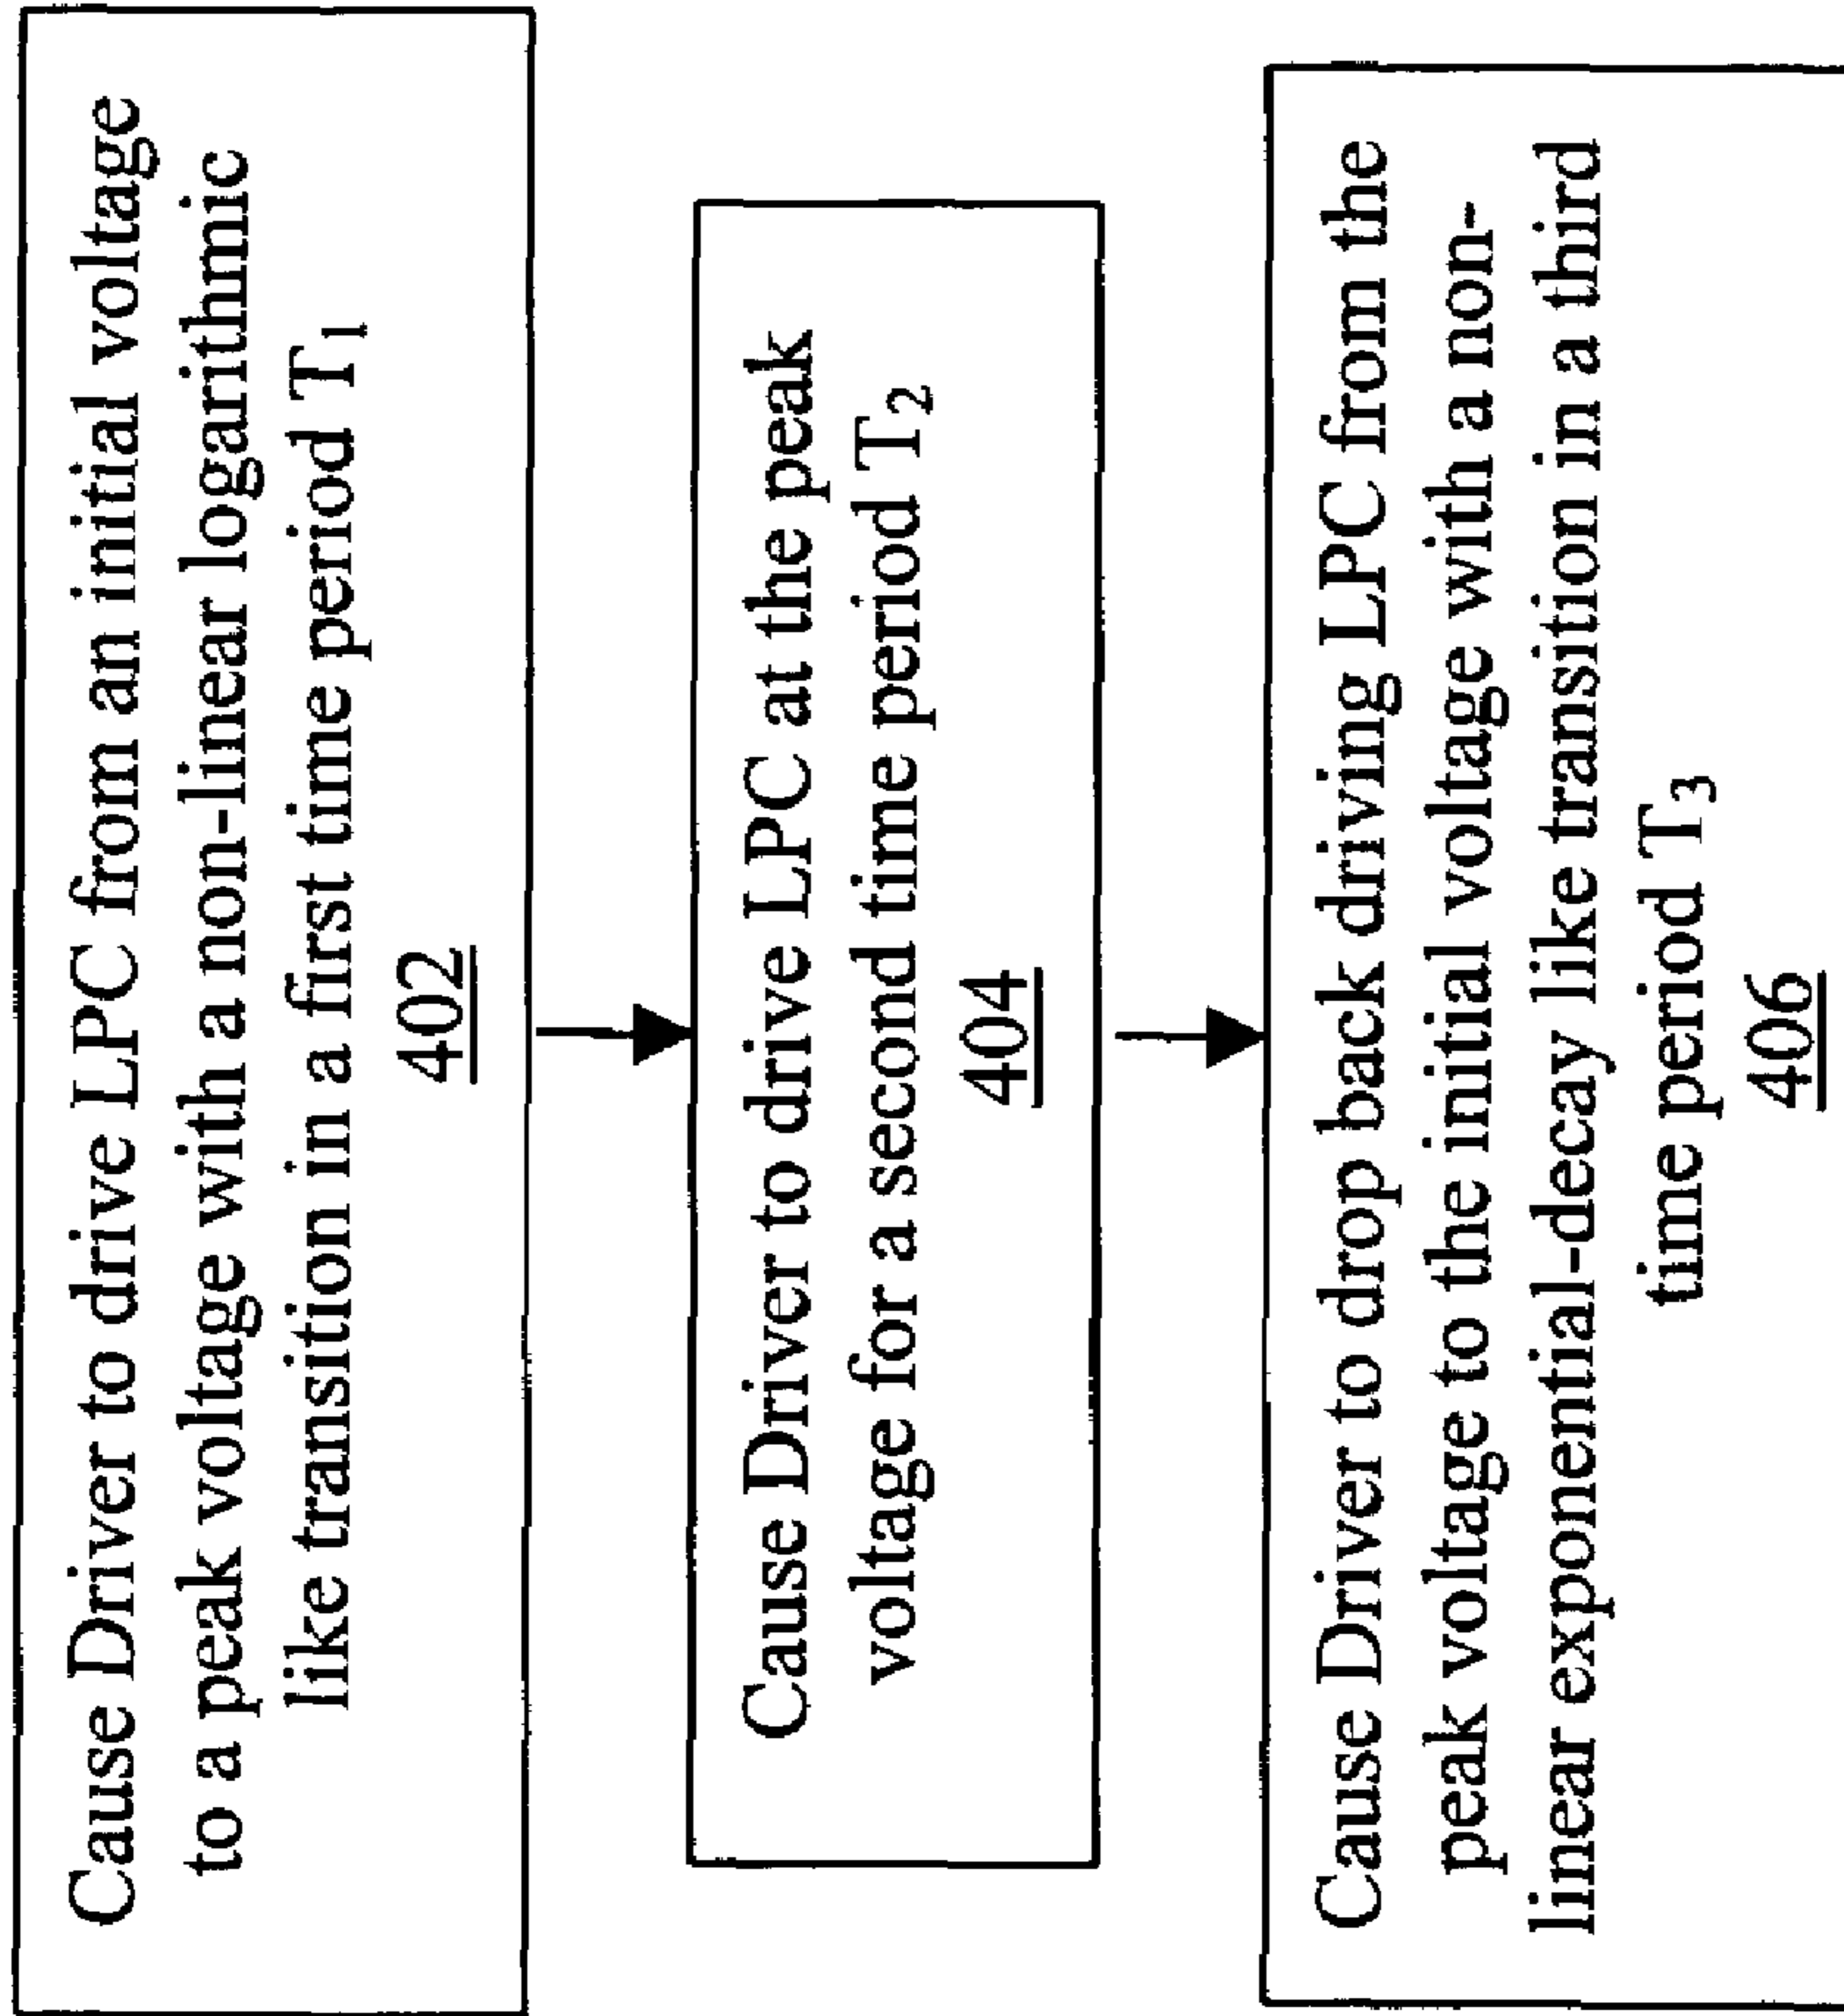 Cause Driver to drive LPC from an initial voltage
to a peak voltage with a non-linear logarithmic
like transition in a first time period T₁
402
Cause Driver to drive LPC at the peak
voltage for a second time period T₂
404
Cause Driver to drop back driving LPC from the
peak voltage to the initial voltage with a non-
linear exponential-decay like transition in a third
time period T₃
406